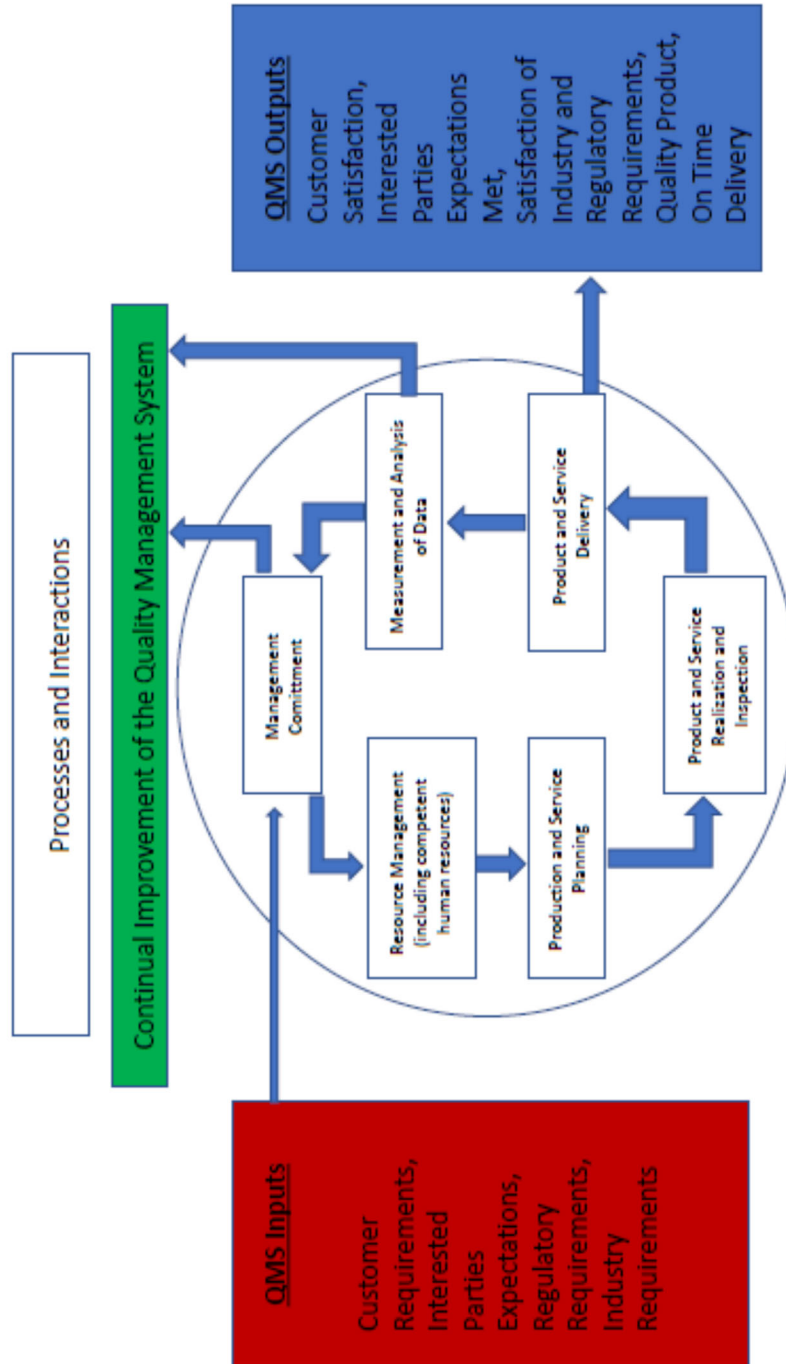 Processes and Interactions
Continual Improvement of the Quality Management System
QMS Inputs
Customer
Requirements,
Interested
Parties
Expectations,
Regulatory
Requirements,
Industry
Requirements
Management
Comittment
Resource Management
(including competent
human resources)
Production and Service
Planning
Product and Service
Realization and
Inspection
Product and Service
Delivery
Measurement and Analysis
of Data
QMS Outputs
Customer
Satisfaction,
Interested
Parties
Expectations
Met,
Satisfaction of
Industry and
Regulatory
Requirements,
Quality Product,
On Time
Delivery